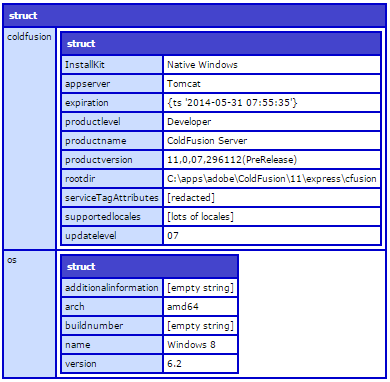 struct
coldfusion
struct
InstallKit Native Windows
appserver Tomcat
expiration {ts '2014-05-31 07:55:35'}
productlevel Developer
productname ColdFusion Server
productversion 11,0,07,296112(PreRelease)
rootdir C:\apps\adobe\ColdFusion\11\express\cfusion
serviceTagAttributes [redacted]
supportedlocales [lots of locales]
updatelevel 07
os
struct
additionalinformation [empty string]
arch amd64
buildnumber [empty string]
name Windows 8
version 6.2